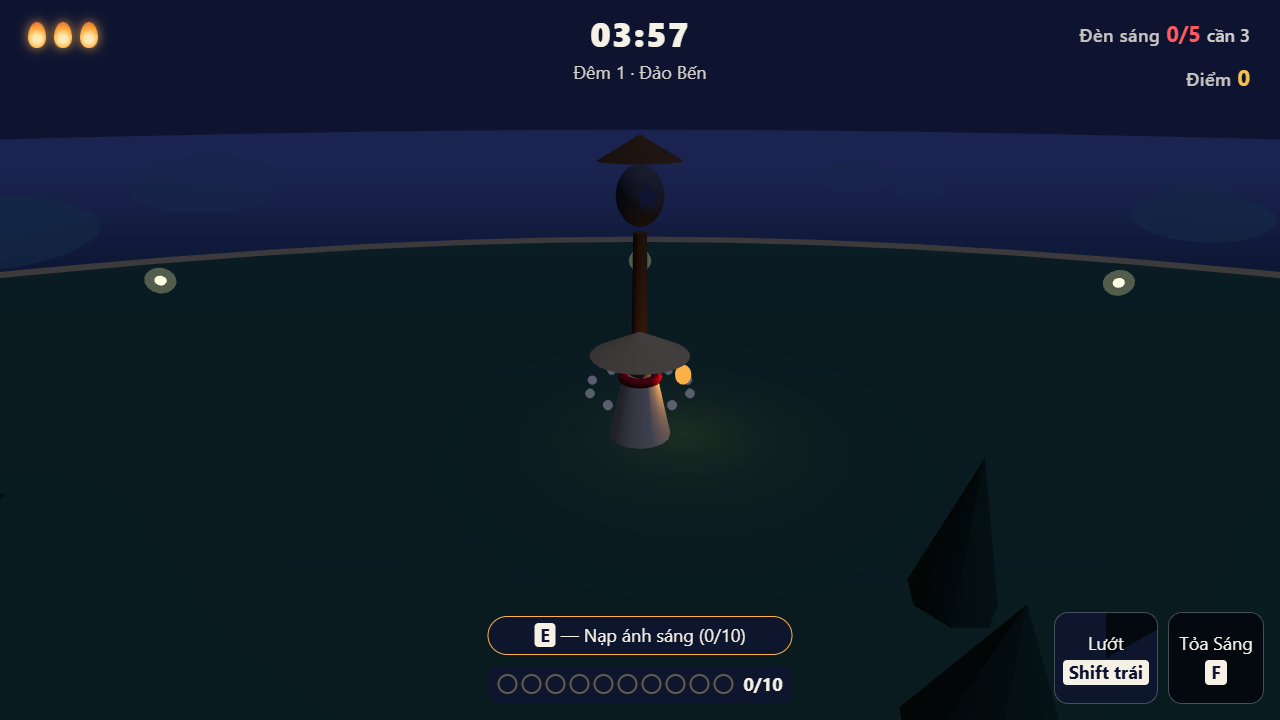 03:57
Đêm 1 · Đảo Bến
Đèn sáng 0/5 cần 3
Điểm 0
E — Nạp ánh sáng (0/10)
0/10
Lướt
Shift trái
Tỏa Sáng
F